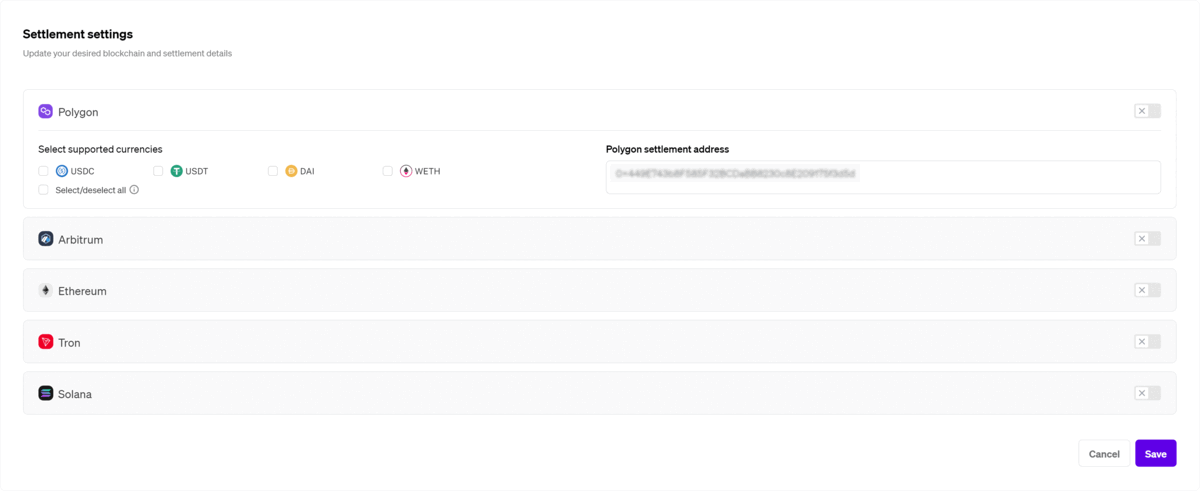 Settlement settings
Update your desired blockchain and settlement details
Polygon
Select supported currencies
USDC USDT DAI WETH
Select/deselect all
Polygon settlement address
Arbitrum
Ethereum
Tron
Solana
Cancel Save